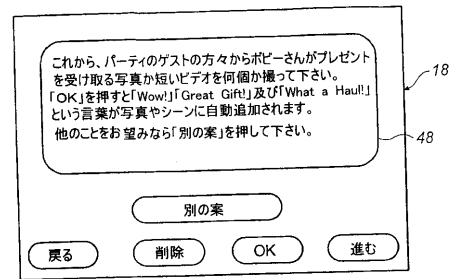 これから、パーティのゲストの方々からボビーさんがプレゼント
を受け取る写真か短いビデオを何個か撮って下さい。
「OK」を押すと「Wow!」「Great Gift!」及び「What a Haul!」
という言葉が写真やシーンに自動追加されます。
他のことをお望みなら「別の案」を押して下さい。
18
48
別の案
戻る
削除
OK
進む